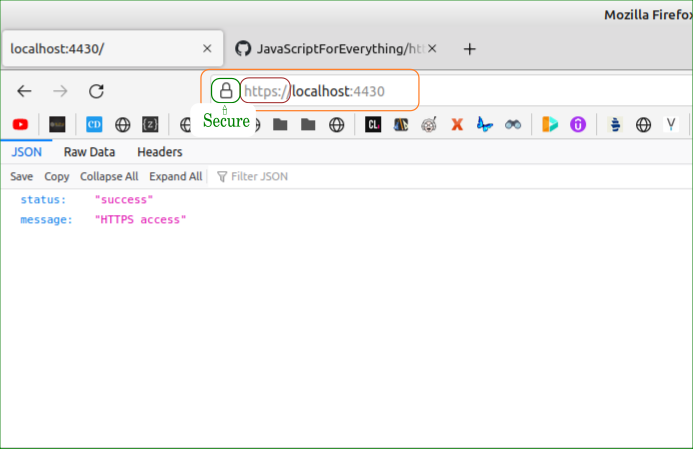 Mozilla Firefox
localhost:4430/
JavaScriptForEverything/htt
https://localhost:4430
CD
{Z}
Secure
CL
Y
JSON Raw Data Headers
Save Copy Collapse All Expand All Filter JSON
status: "success"
message: "HTTPS access"